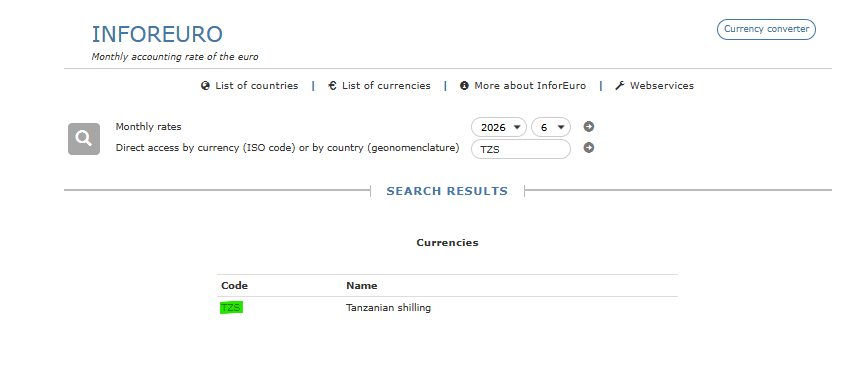 INFOREURO
Currency converter
Monthly accounting rate of the euro
List of countries | € List of currencies | More about InforEuro | Webservices
Monthly rates 2026 6
Direct access by currency (ISO code) or by country (geonomenclature) TZS
SEARCH RESULTS
Currencies
Code Name
TZS Tanzanian shilling